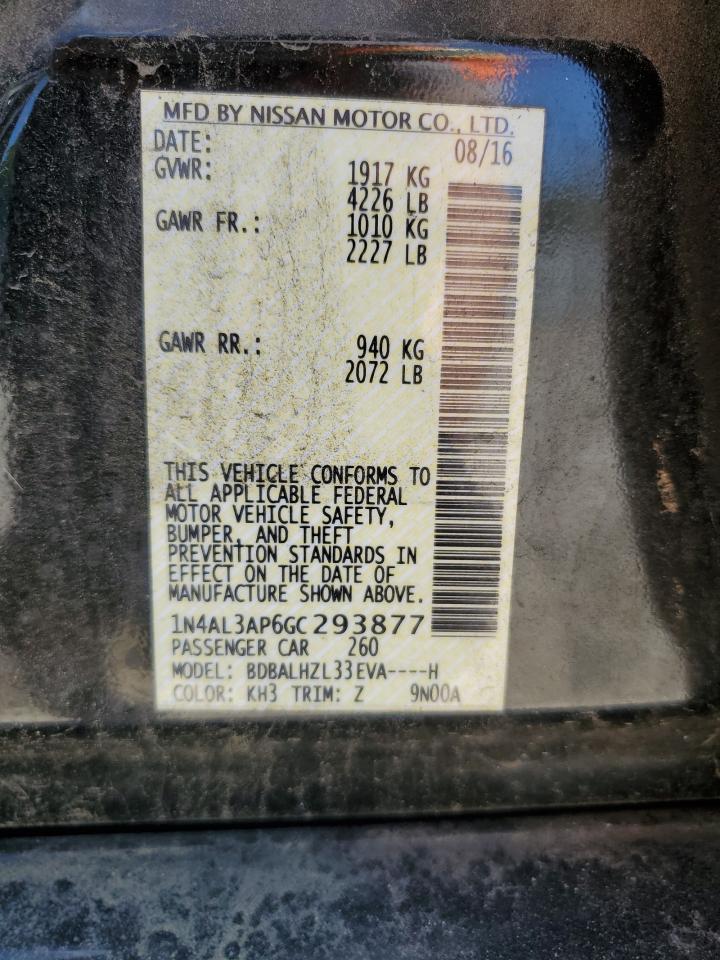 MFD BY NISSAN MOTOR CO., LTD.
DATE: 08/16
GVWR: 1917 KG
4226 LB
GAWR FR.: 1010 KG
2227 LB
GAWR RR.: 940 KG
2072 LB
THIS VEHICLE CONFORMS TO
ALL APPLICABLE FEDERAL
MOTOR VEHICLE SAFETY,
BUMPER, AND THEFT
PREVENTION STANDARDS IN
EFFECT ON THE DATE OF
MANUFACTURE SHOWN ABOVE.
1N4AL3AP6GC293877
PASSENGER CAR 260
MODEL: BDBALHZL33EVA----H
COLOR: KH3 TRIM: Z 9N00A